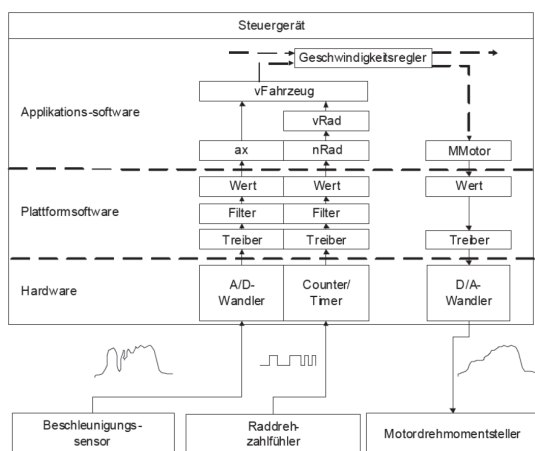 Steuergerät
Geschwindigkeitsregler
vFahrzeug
Applikations-software
vRad
ax
nRad
MMotor
Wert
Wert
Wert
Plattformsoftware
Filter
Filter
Treiber
Treiber
Treiber
Hardware
A/D-
Wandler
Counter/
Timer
D/A-
Wandler
Beschleunigungs-
sensor
Raddreh-
zahlfühler
Motordrehmomentsteller